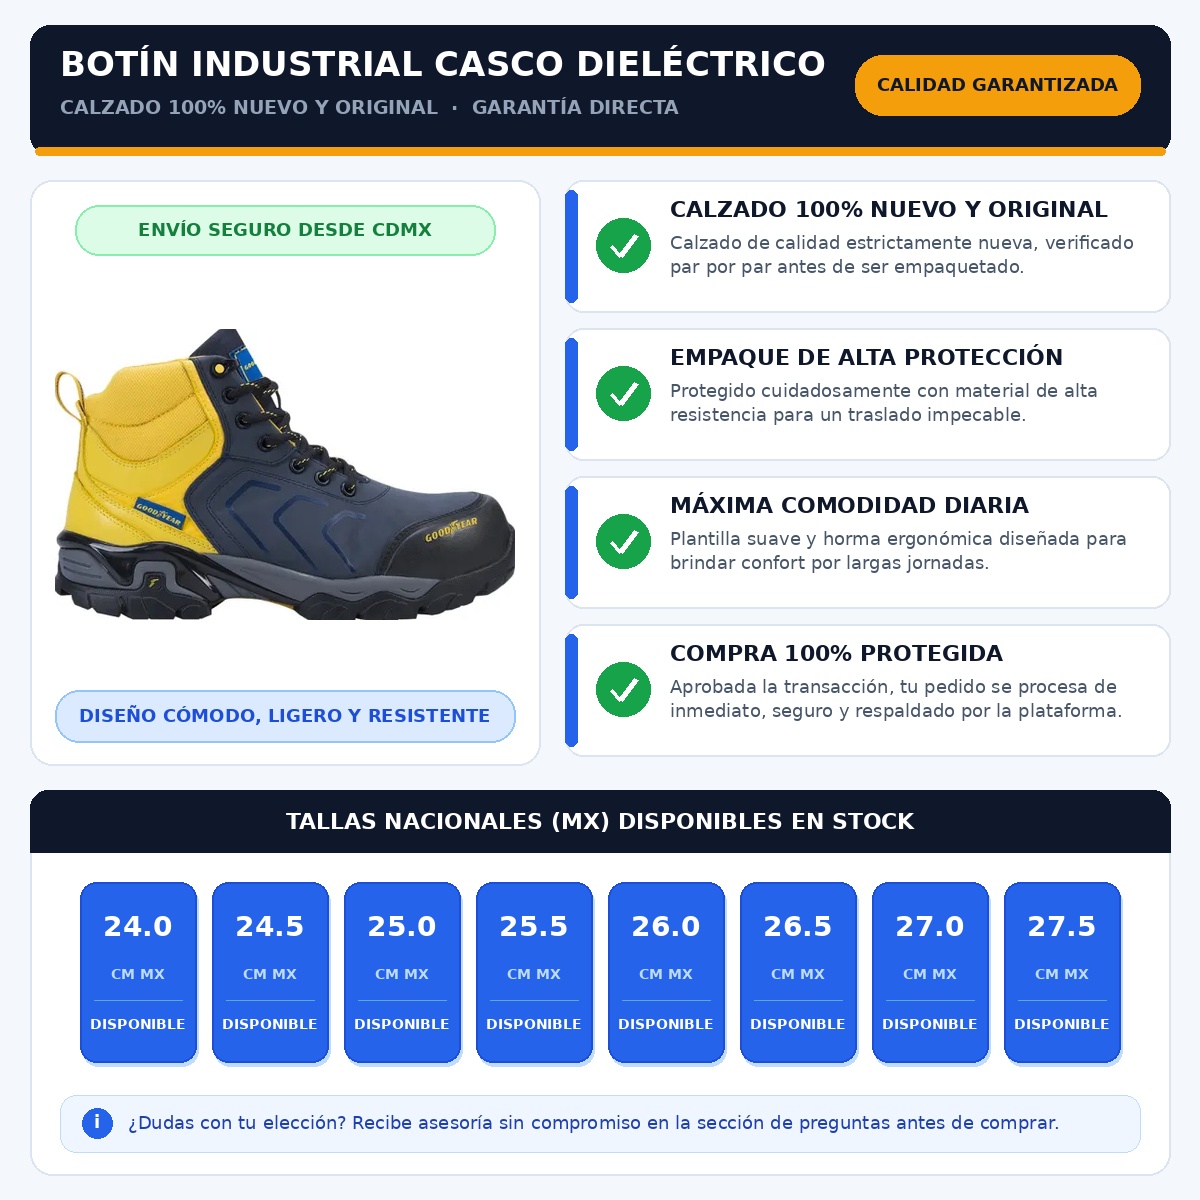 BOTÍN INDUSTRIAL CASCO DIELÉCTRICO
CALZADO 100% NUEVO Y ORIGINAL · GARANTÍA DIRECTA
CALIDAD GARANTIZADA
ENVÍO SEGURO DESDE CDMX
GOODYEAR
GOODYEAR
DISEÑO CÓMODO, LIGERO Y RESISTENTE
CALZADO 100% NUEVO Y ORIGINAL
Calzado de calidad estrictamente nueva, verificado
par por par antes de ser empaquetado.
EMPAQUE DE ALTA PROTECCIÓN
Protegido cuidadosamente con material de alta
resistencia para un traslado impecable.
MÁXIMA COMODIDAD DIARIA
Plantilla suave y horma ergonómica diseñada para
brindar confort por largas jornadas.
COMPRA 100% PROTEGIDA
Aprobada la transacción, tu pedido se procesa de
inmediato, seguro y respaldado por la plataforma.
TALLAS NACIONALES (MX) DISPONIBLES EN STOCK
24.0 24.5 25.0 25.5 26.0 26.5 27.0 27.5
CM MX CM MX CM MX CM MX CM MX CM MX CM MX CM MX
DISPONIBLE DISPONIBLE DISPONIBLE DISPONIBLE DISPONIBLE DISPONIBLE DISPONIBLE DISPONIBLE
i ¿Dudas con tu elección? Recibe asesoría sin compromiso en la sección de preguntas antes de comprar.